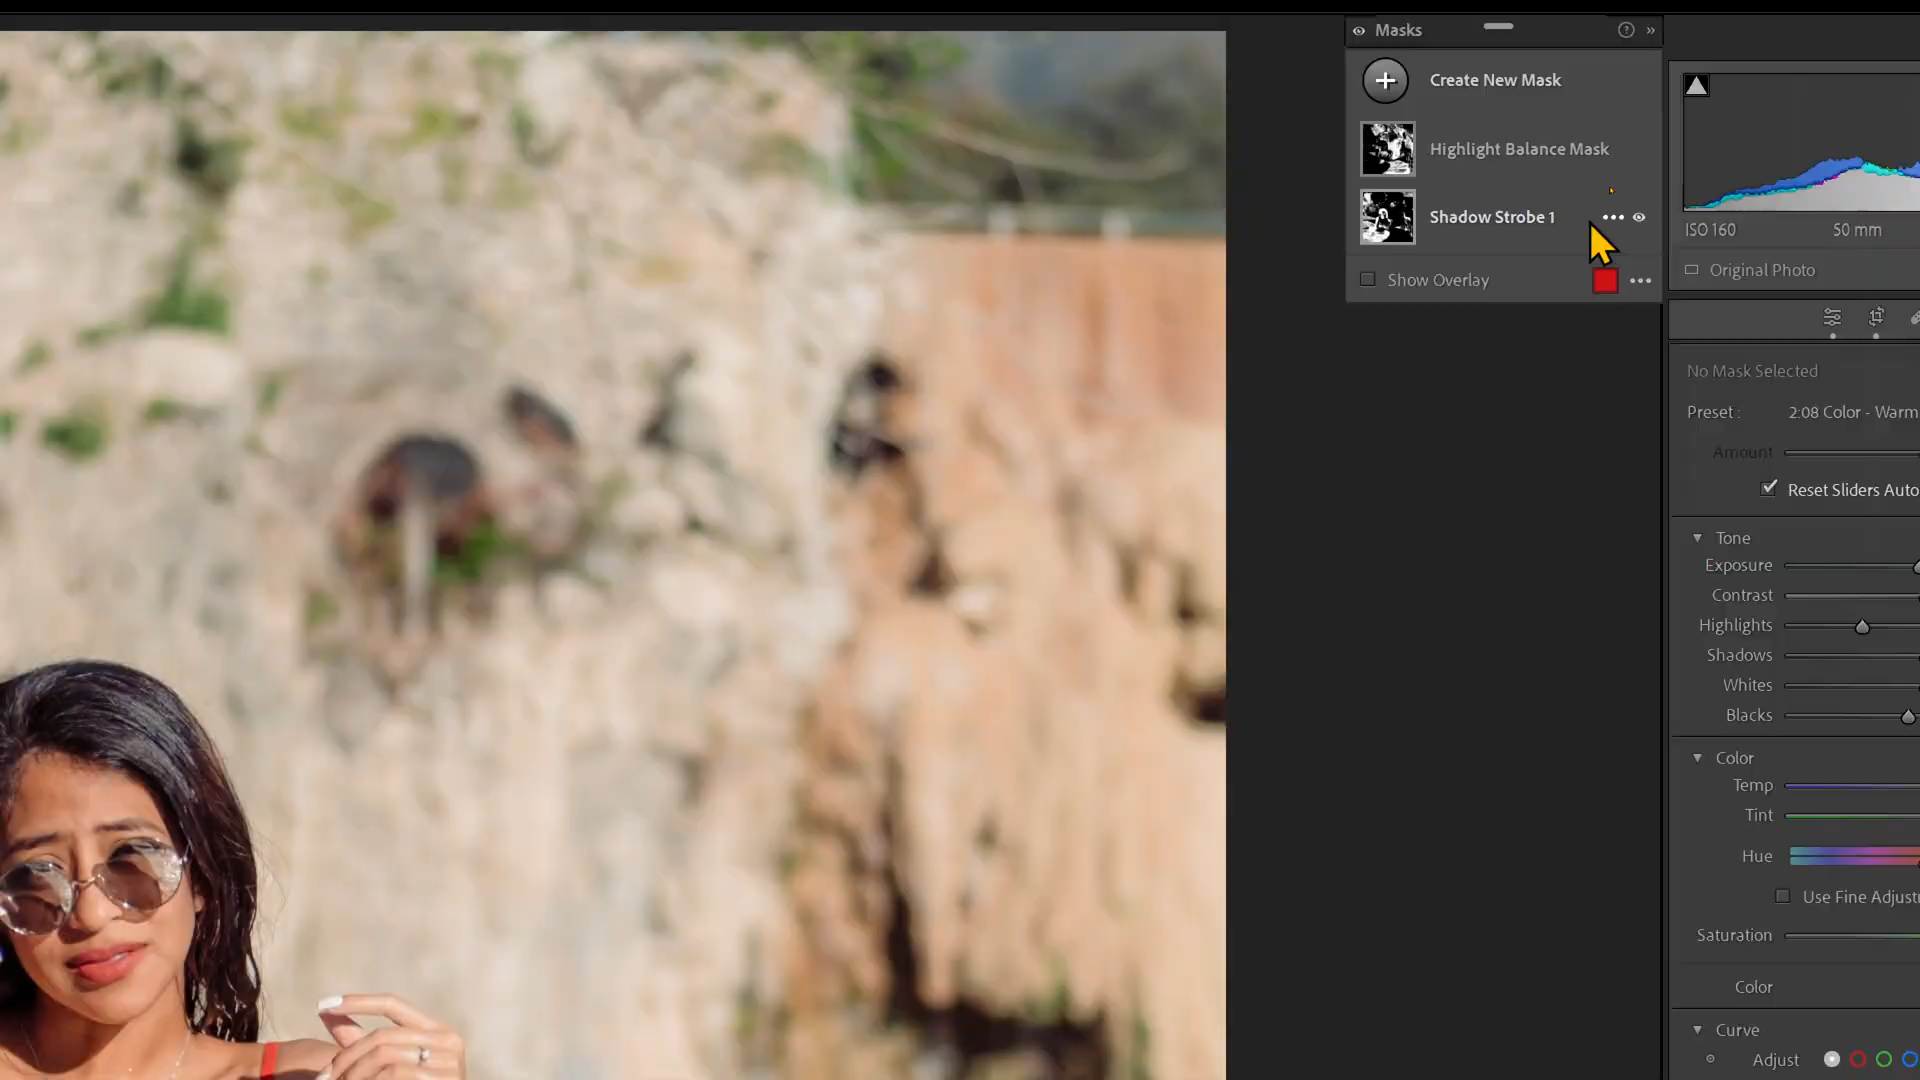 Masks
Create New Mask
Highlight Balance Mask
Shadow Strobe 1
Show Overlay
ISO 160 50 mm
Original Photo
No Mask Selected
Preset : 2:08 Color - Warm
Amount
Reset Sliders Auto
Tone
Exposure
Contrast
Highlights
Shadows
Whites
Blacks
Color
Temp
Tint
Hue
Use Fine Adjust
Saturation
Color
Curve
Adjust